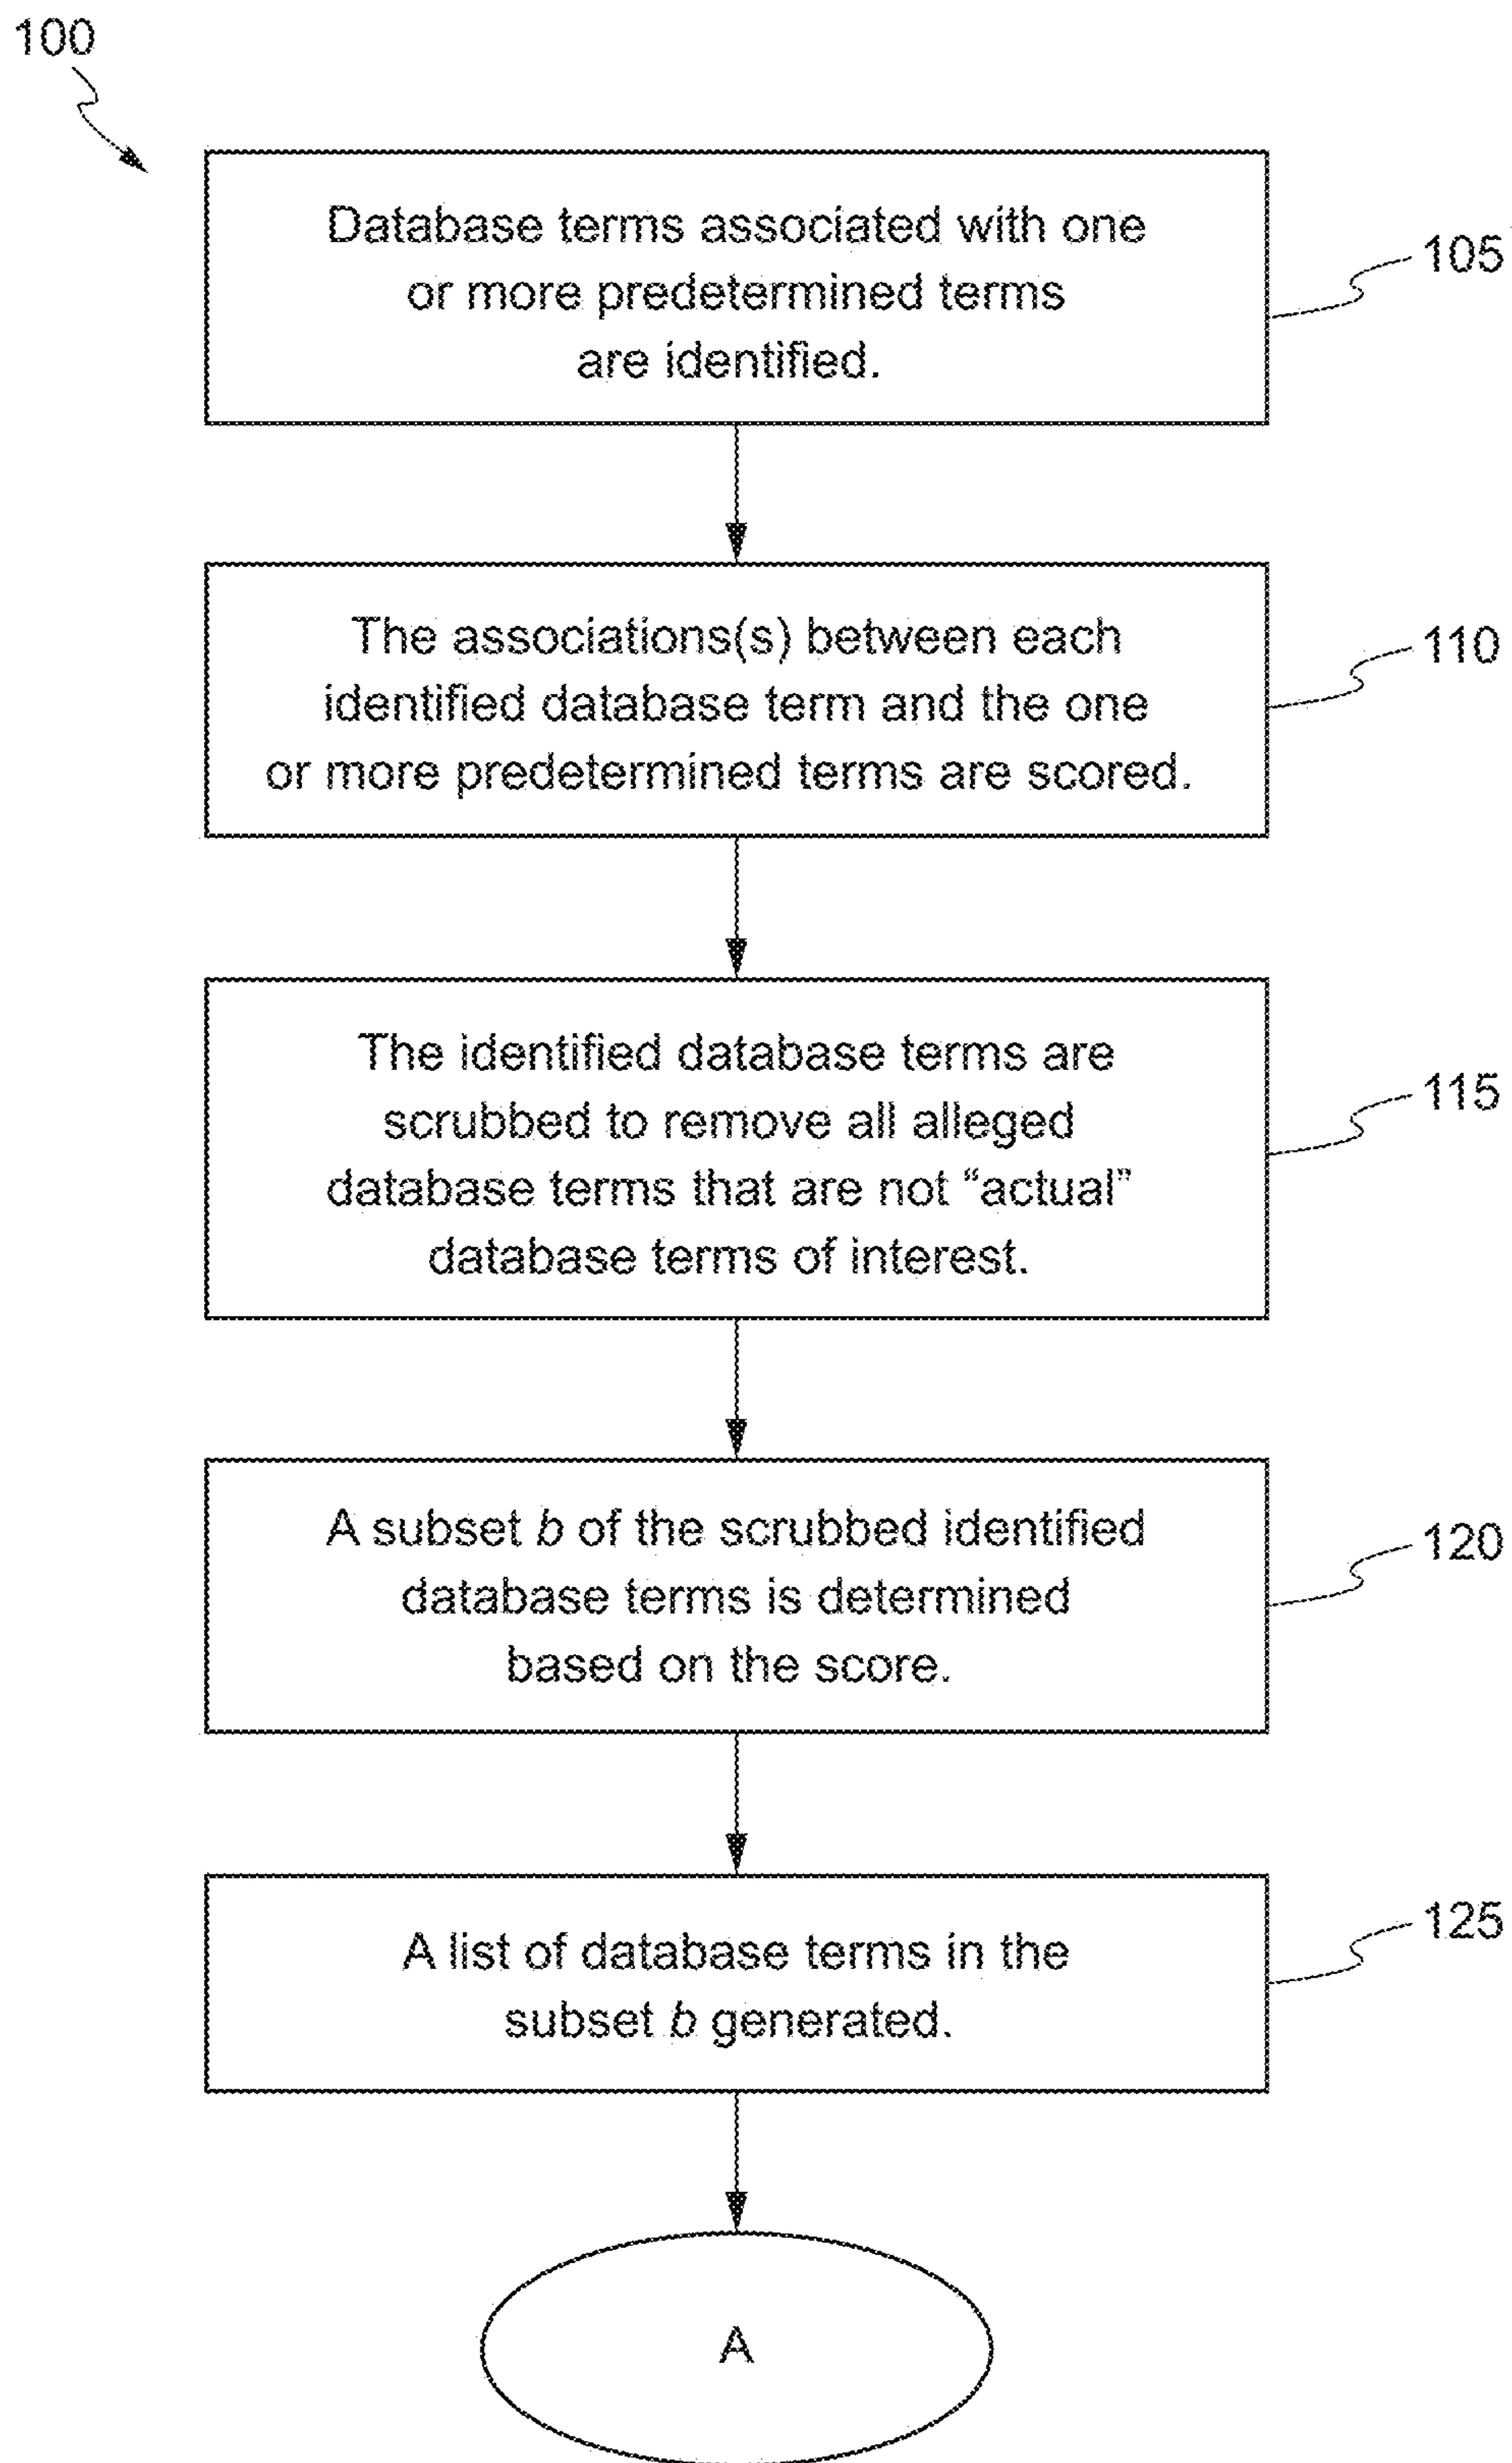 100
Database terms associated with one
or more predetermined terms
are identified.
105
The associations(s) between each
identified database term and the one
or more predetermined terms are scored.
110
The identified database terms are
scrubbed to remove all alleged
database terms that are not “actual”
database terms of interest.
115
A subset b of the scrubbed identified
database terms is determined
based on the score.
120
A list of database terms in the
subset b generated.
125
A